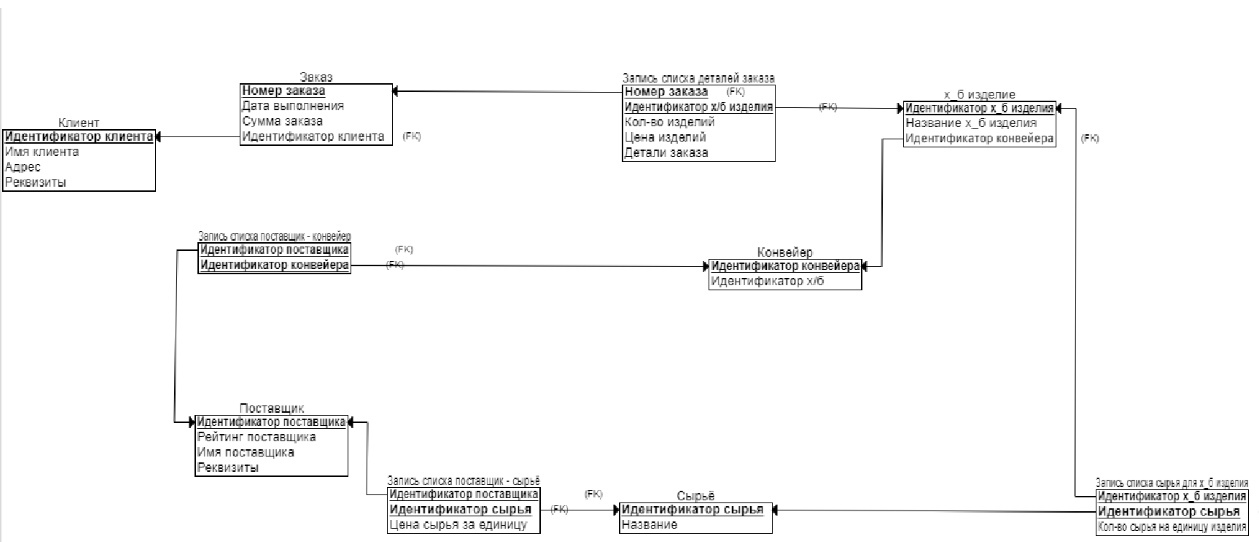 Клиент
Идентификатор клиента
Имя клиента
Адрес
Реквизиты
Заказ
Номер заказа
Дата выполнения
Сумма заказа
Идентификатор клиента (FK)
Запись списка деталей заказа
Номер заказа (FK)
Идентификатор х/б изделия (FK)
Кол-во изделий
Цена изделий
Детали заказа
х_б изделие
Идентификатор х_б изделия
Название х_б изделия
Идентификатор конвейера (FK)
Запись списка поставщик - конвейер
Идентификатор поставщика (FK)
Идентификатор конвейера (FK)
Конвейер
Идентификатор конвейера
Идентификатор х/б
Поставщик
Идентификатор поставщика
Рейтинг поставщика
Имя поставщика
Реквизиты
Запись списка поставщик - сырьё
Идентификатор поставщика (FK)
Идентификатор сырья (FK)
Цена сырья за единицу
Сырьё
Идентификатор сырья
Название
Запись списка сырья для х_б изделия
Идентификатор х_б изделия
Идентификатор сырья
Кол-во сырья на единицу изделия